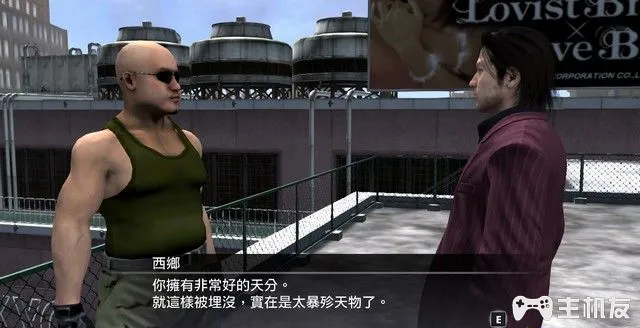 Lovist B
×
ve B
CORPORATION CO.,L
西鄉
你擁有非常好的天分。
就這樣被埋沒，實在是太暴殄天物了。
E
主机友